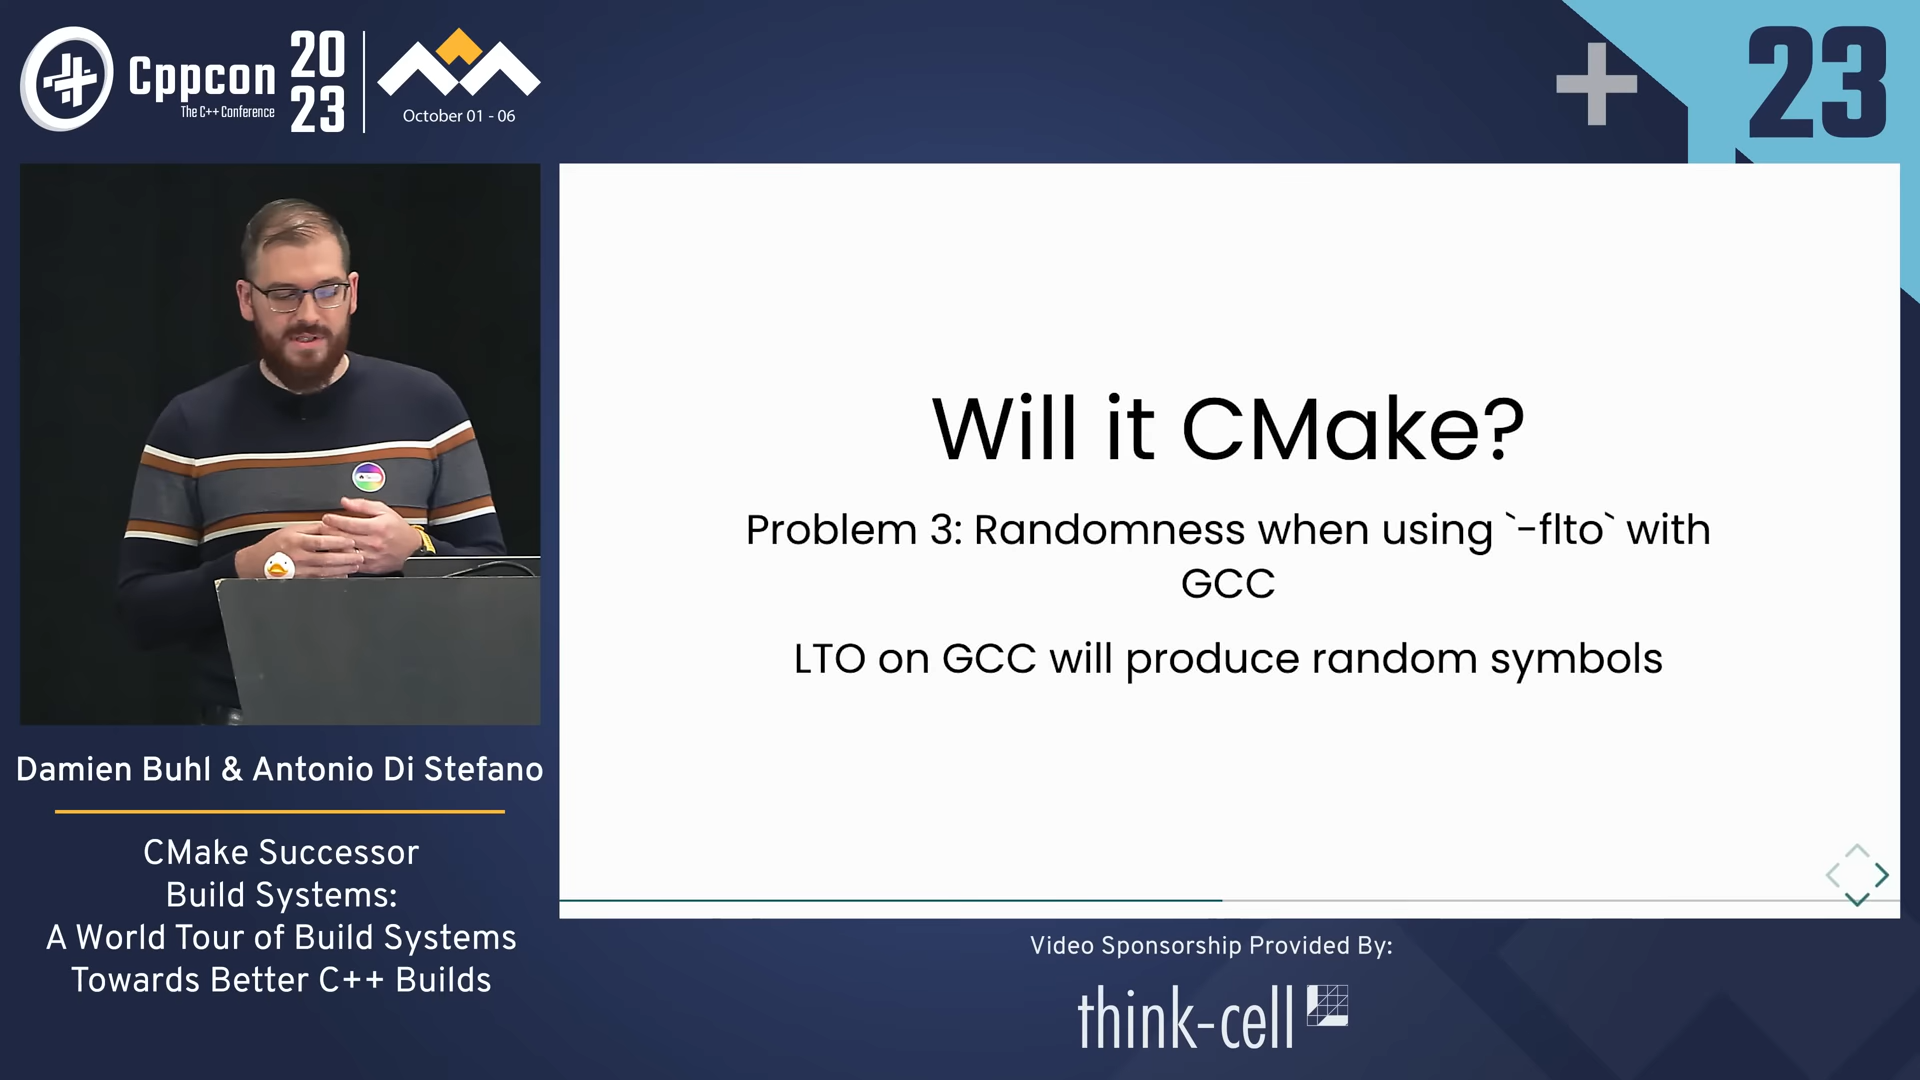 Cppcon
The C++ Conference
20
23
October 01 - 06
23
Will it CMake?
Problem 3: Randomness when using `-flto` with
GCC
LTO on GCC will produce random symbols
Damien Buhl & Antonio Di Stefano
CMake Successor
Build Systems:
A World Tour of Build Systems
Towards Better C++ Builds
Video Sponsorship Provided By:
think-cell